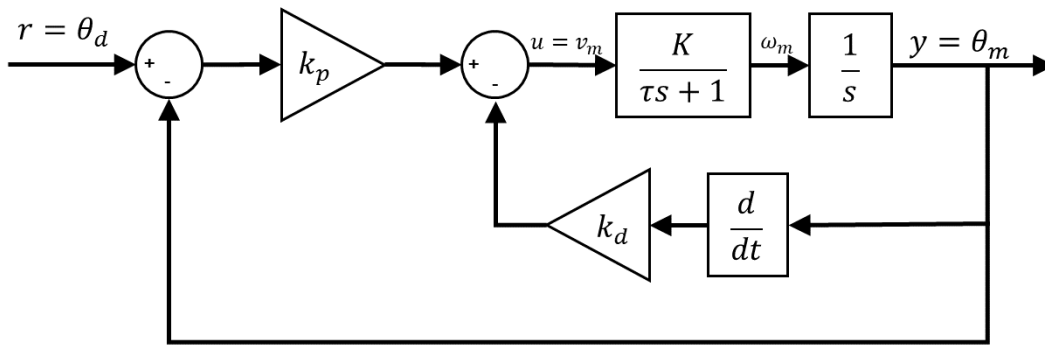 r = θ_d
+
-
k_p
+
-
u = v_m
K
τs + 1
ω_m
1
s
y = θ_m
k_d
d
dt